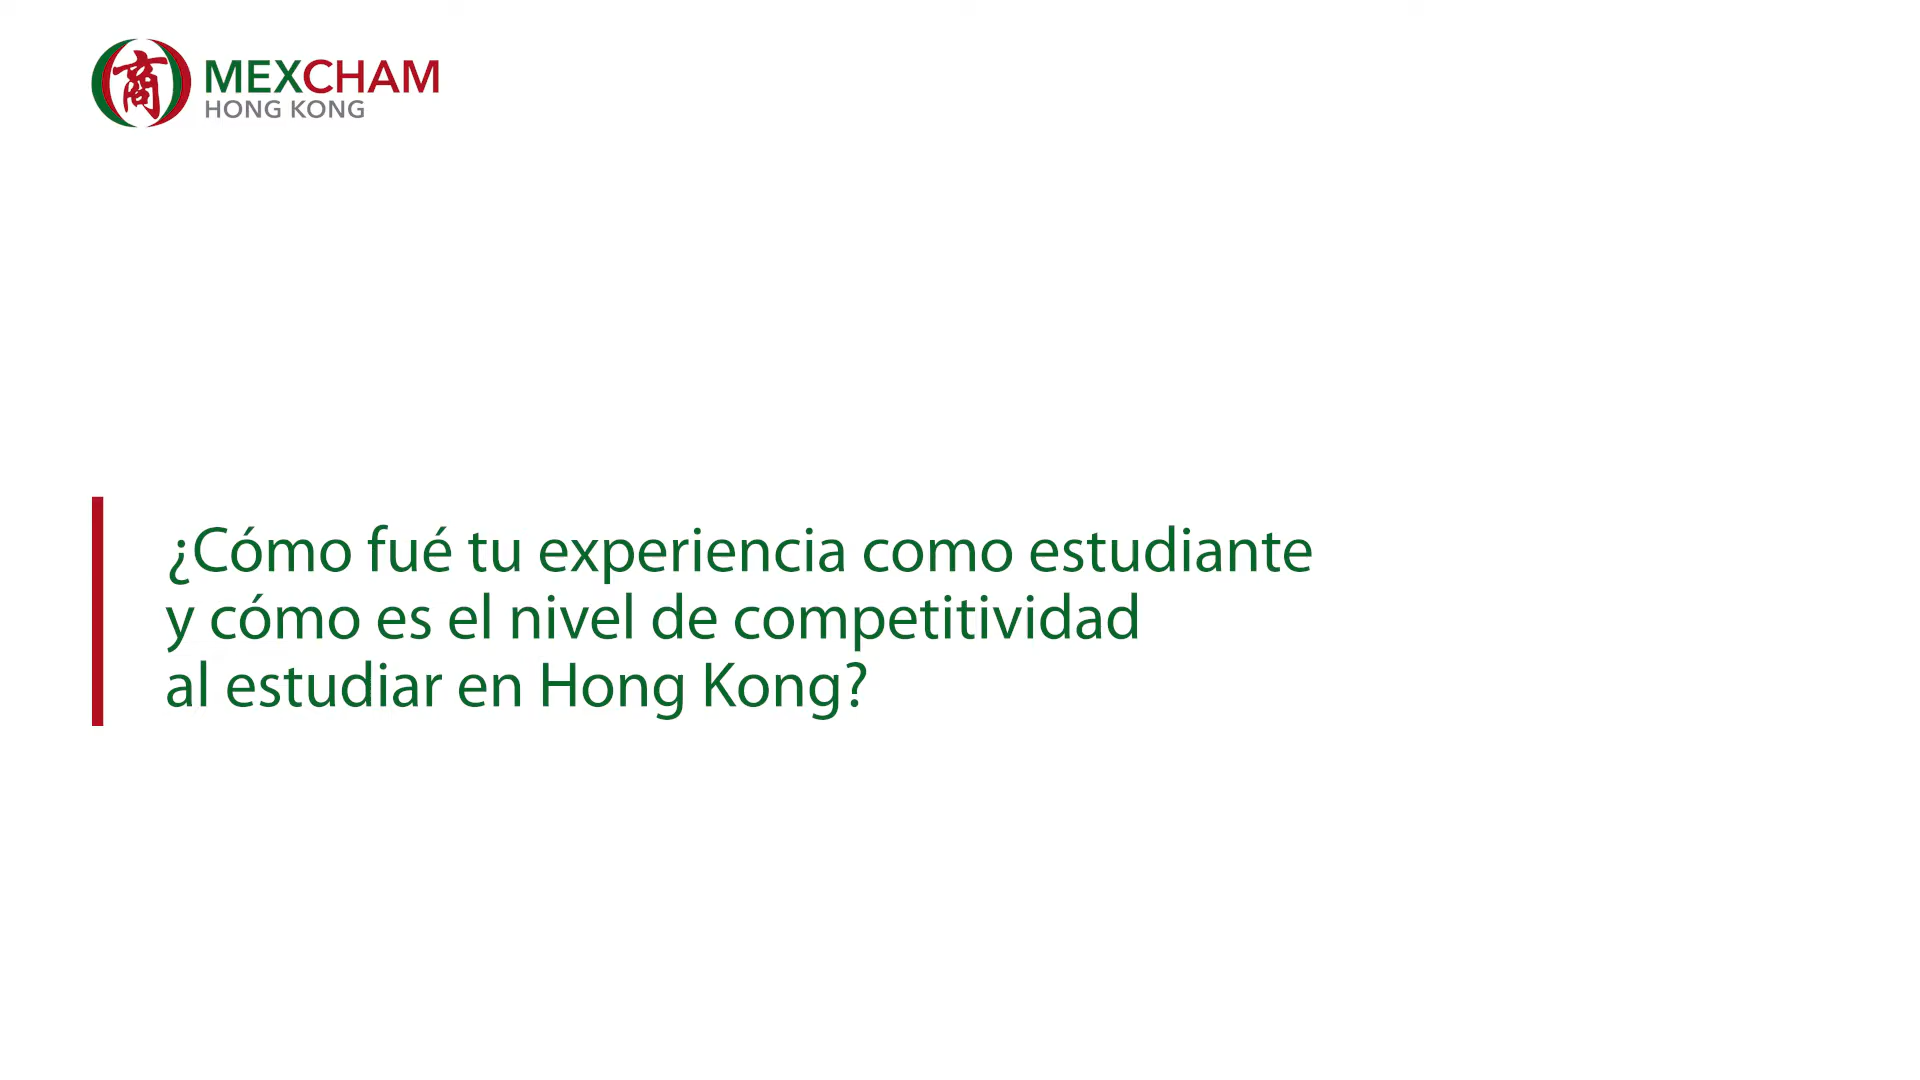 商
MEXCHAM
HONG KONG
¿Cómo fué tu experiencia como estudiante
y cómo es el nivel de competitividad
al estudiar en Hong Kong?